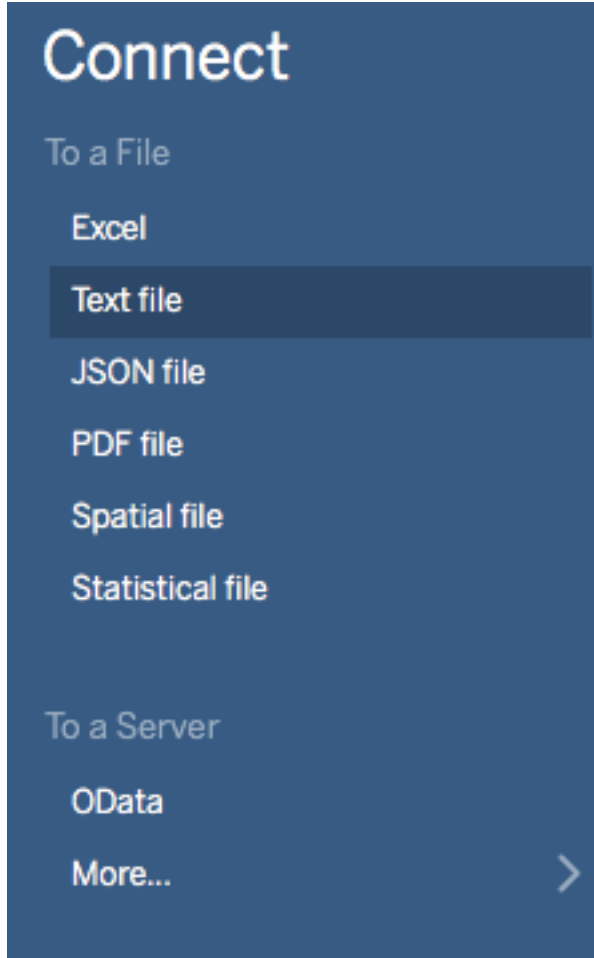 Connect
To a File
Excel
Text file
JSON file
PDF file
Spatial file
Statistical file
To a Server
OData
More...